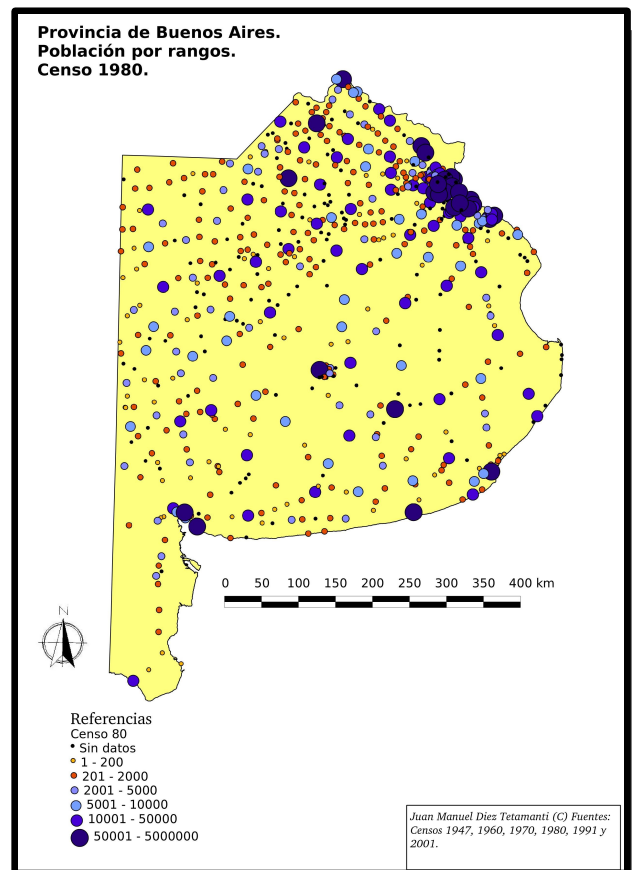 Provincia de Buenos Aires.
Población por rangos.
Censo 1980.
0 50 100 150 200 250 300 350 400 km
N
Referencias
Censo 80
Sin datos
1 - 200
201 - 2000
2001 - 5000
5001 - 10000
10001 - 50000
50001 - 5000000
Juan Manuel Diez Tetamanti (C) Fuentes:
Censos 1947, 1960, 1970, 1980, 1991 y
2001.